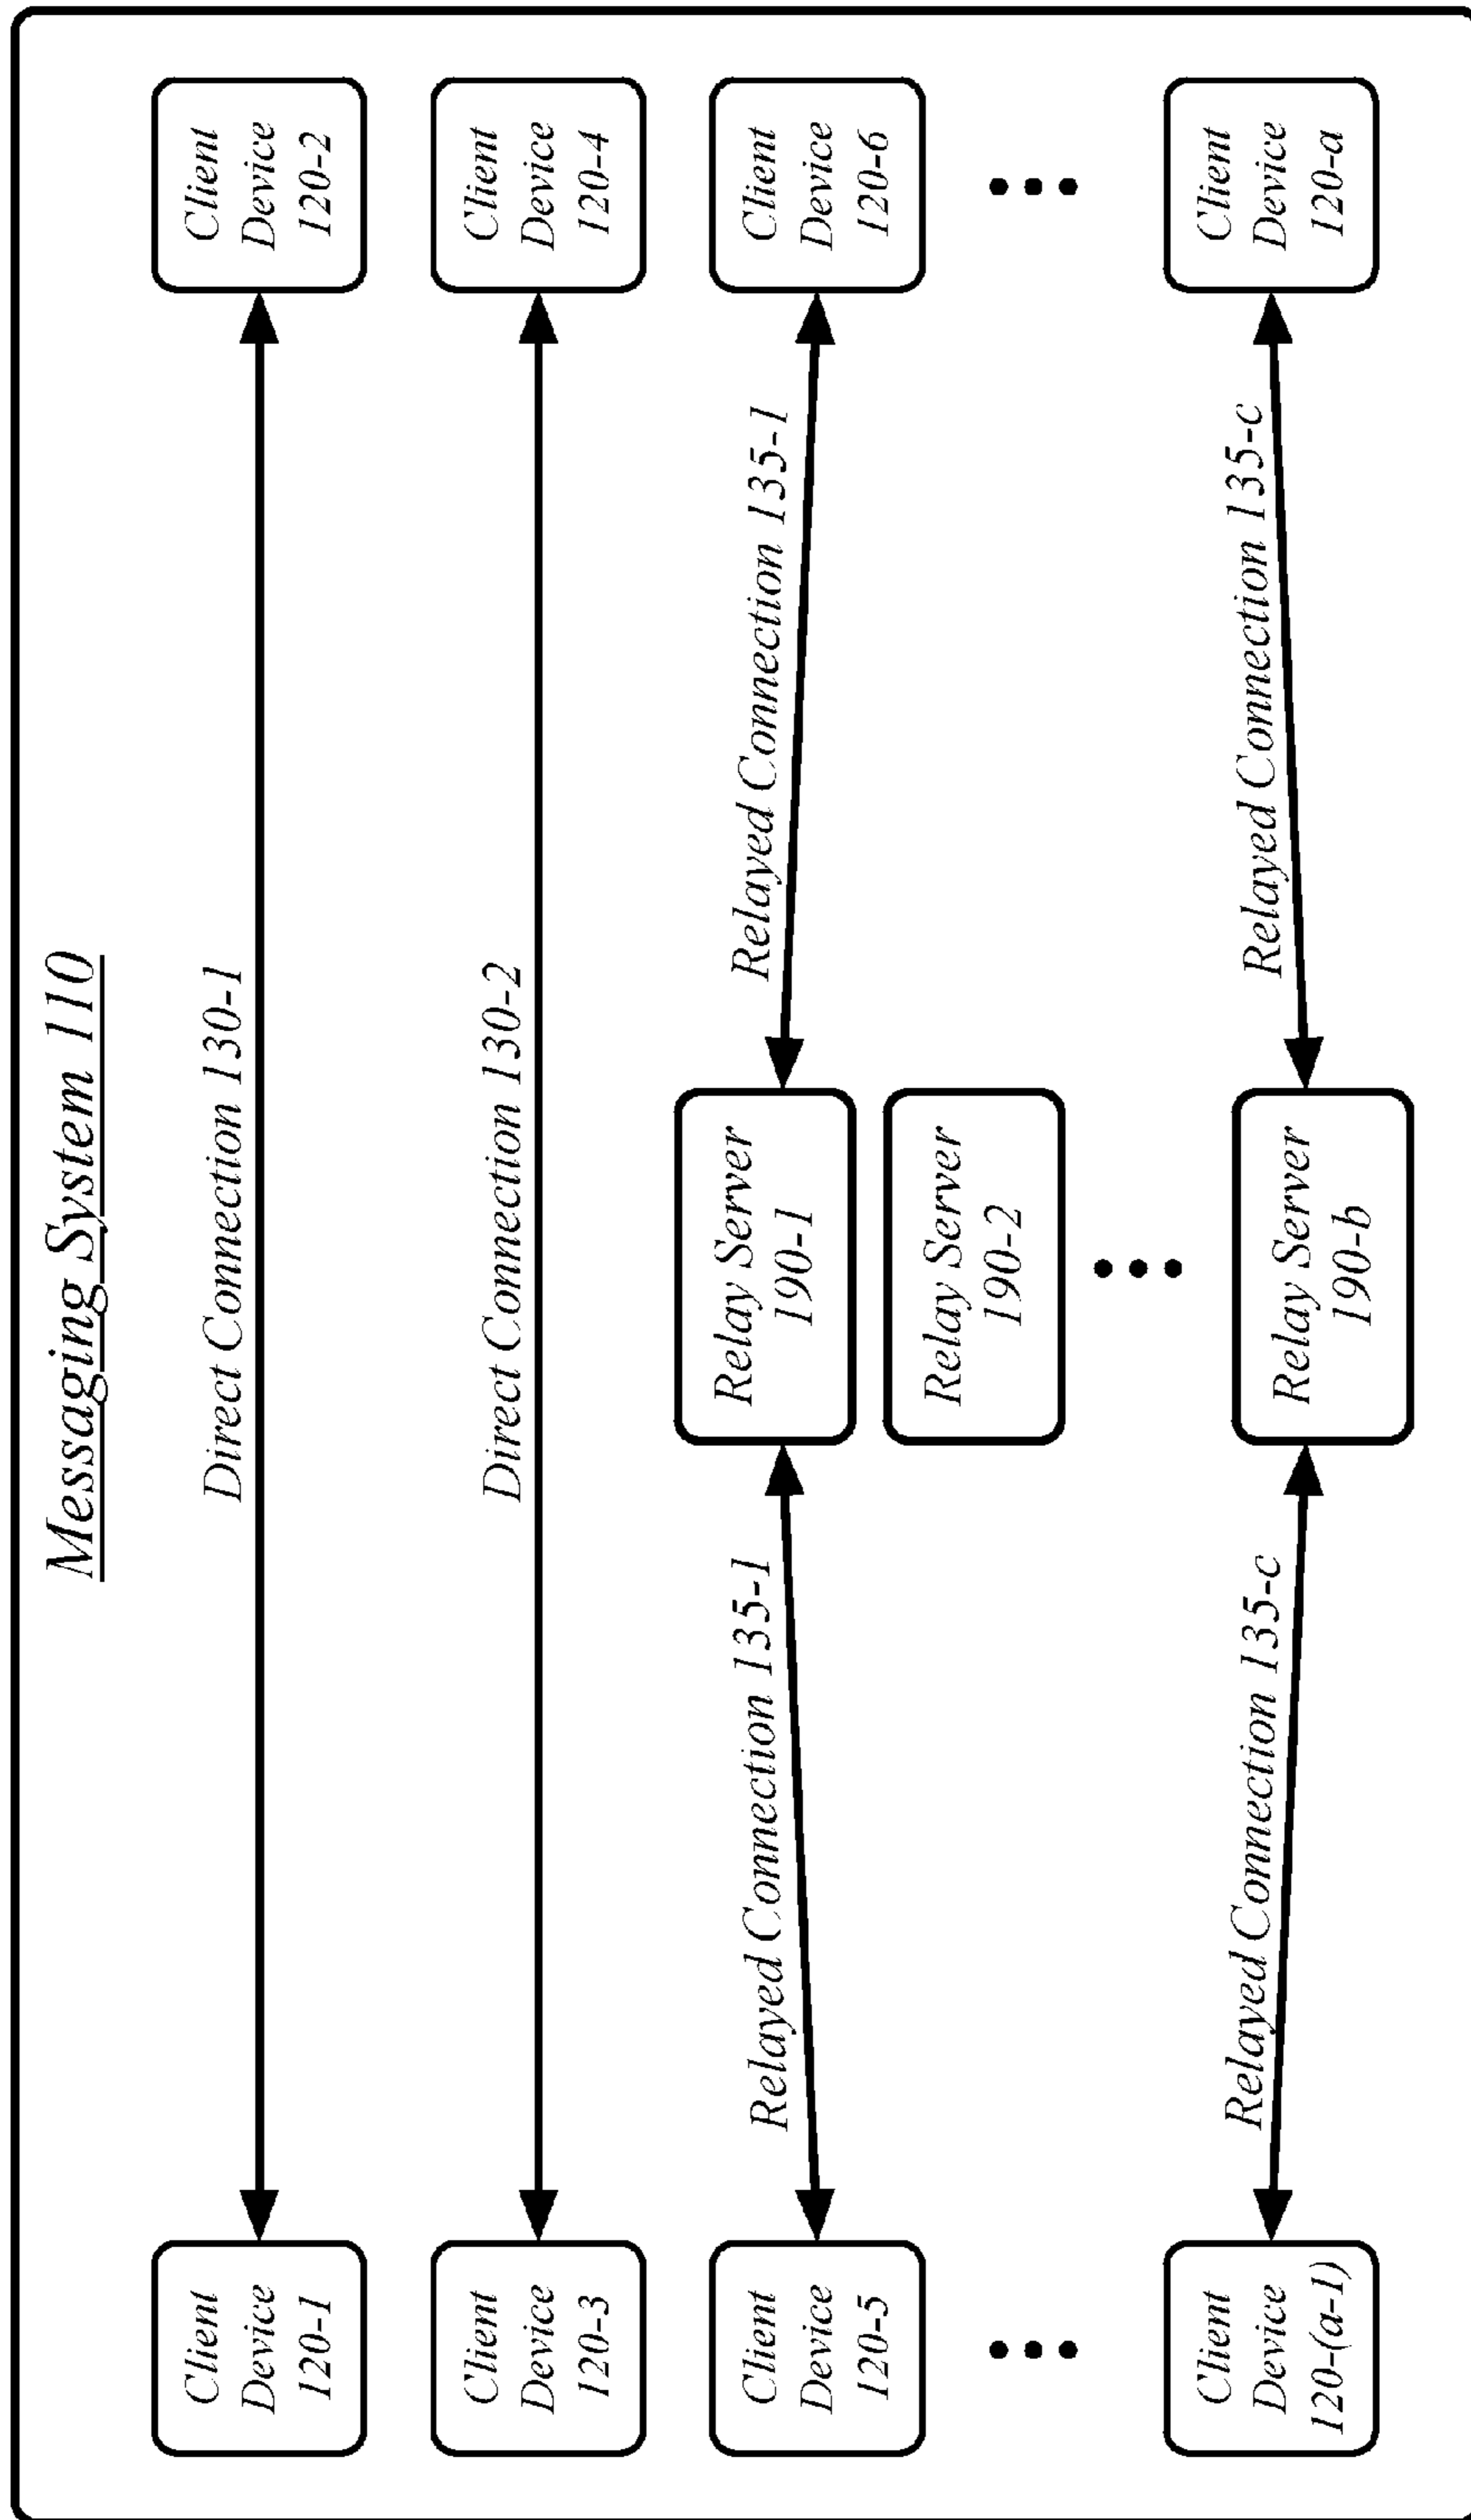 Messaging System 110
Client
Device
120-1
Direct Connection 130-1
Client
Device
120-2
Client
Device
120-3
Direct Connection 130-2
Client
Device
120-4
Client
Device
120-5
Relayed Connection 135-1
Relay Server
190-1
Relayed Connection 135-1
Client
Device
120-6
Relay Server
190-2
Client
Device
120-(a-1)
Relayed Connection 135-c
Relay Server
190-b
Relayed Connection 135-c
Client
Device
120-a